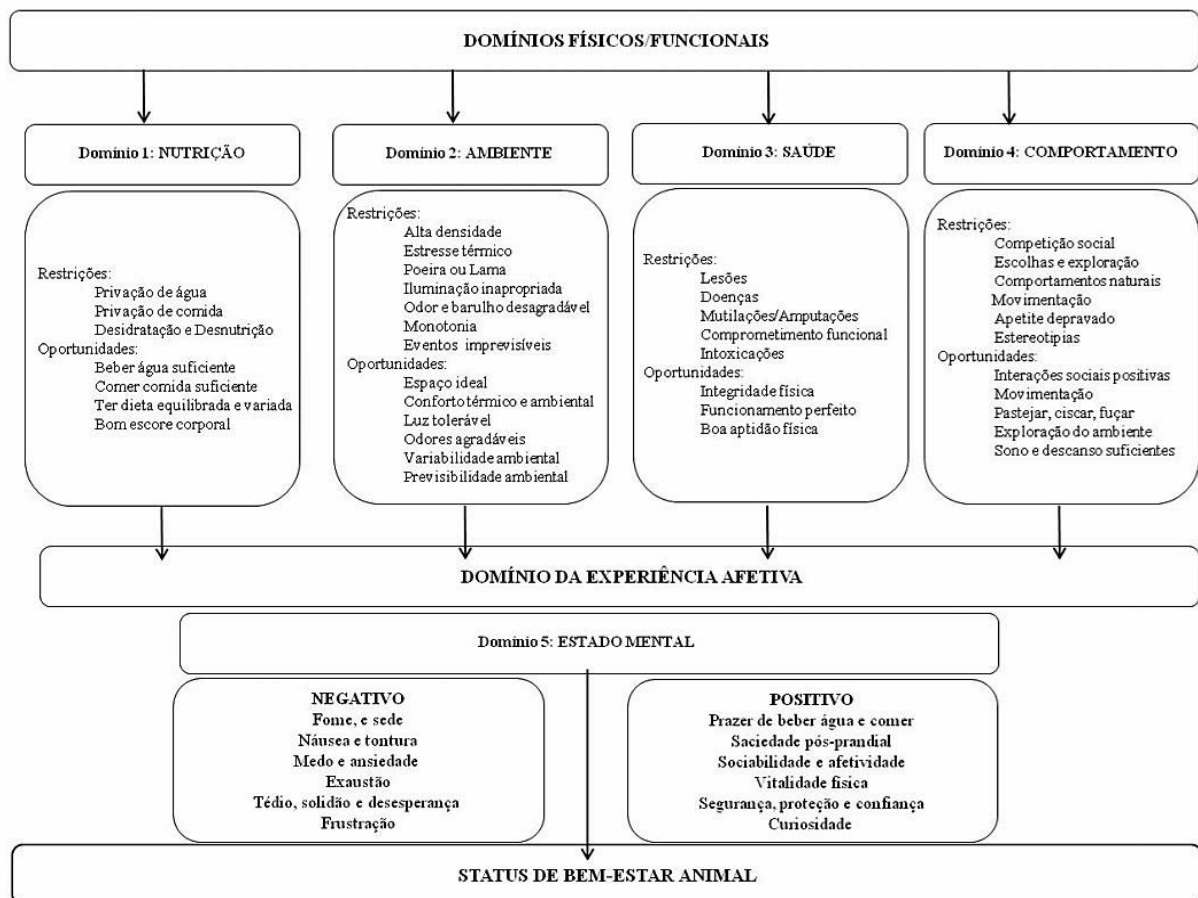 DOMÍNIOS FÍSICOS/FUNCIONAIS
Domínio 1: NUTRIÇÃO
Restrições:
Privação de água
Privação de comida
Desidratação e Desnutrição
Oportunidades:
Beber água suficiente
Comer comida suficiente
Ter dieta equilibrada e variada
Bom escore corporal
Domínio 2: AMBIENTE
Restrições:
Alta densidade
Estresse térmico
Poeira ou Lama
Iluminação inapropriada
Odor e barulho desagradável
Monotonia
Eventos imprevisíveis
Oportunidades:
Espaço ideal
Conforto térmico e ambiental
Luz tolerável
Odores agradáveis
Variabilidade ambiental
Previsibilidade ambiental
Domínio 3: SAÚDE
Restrições:
Lesões
Doenças
Mutilações/Amputações
Comprometimento funcional
Intoxicações
Oportunidades:
Integridade física
Funcionamento perfeito
Boa aptidão física
Domínio 4: COMPORTAMENTO
Restrições:
Competição social
Escolhas e exploração
Comportamentos naturais
Movimentação
Apetite depravado
Estereotipias
Oportunidades:
Interações sociais positivas
Movimentação
Pastejar, ciscar, fuçar
Exploração do ambiente
Sono e descanso suficientes
DOMÍNIO DA EXPERIÊNCIA AFETIVA
Domínio 5: ESTADO MENTAL
NEGATIVO
Fome, e sede
Náusea e tontura
Medo e ansiedade
Exaustão
Tédio, solidão e desesperança
Frustração
POSITIVO
Prazer de beber água e comer
Saciedade pós-prandial
Sociabilidade e afetividade
Vitalidade física
Segurança, proteção e confiança
Curiosidade
STATUS DE BEM-ESTAR ANIMAL